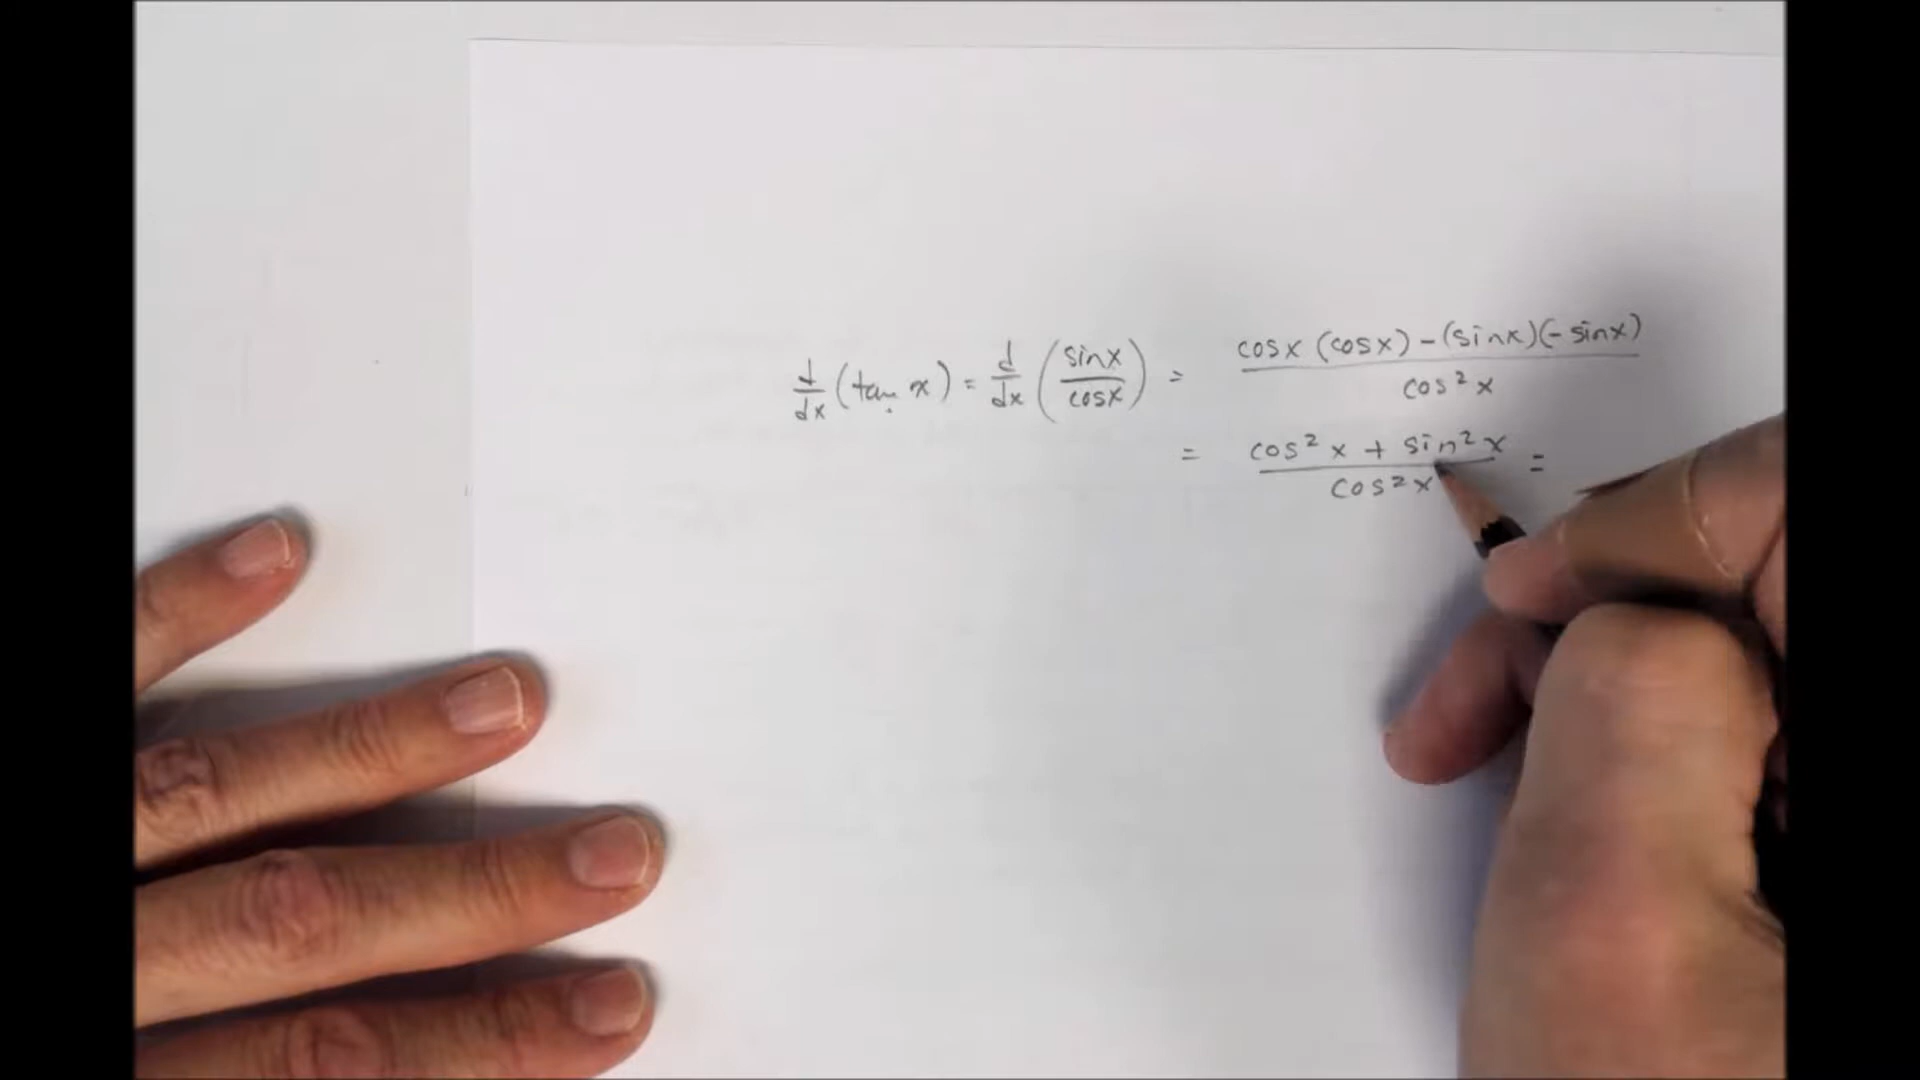 d/dx (tan x) = d/dx (sinx/cosx) = cosx (cosx) - (sinx)(-sinx) / cos²x
= cos²x + sin²x / cos²x =